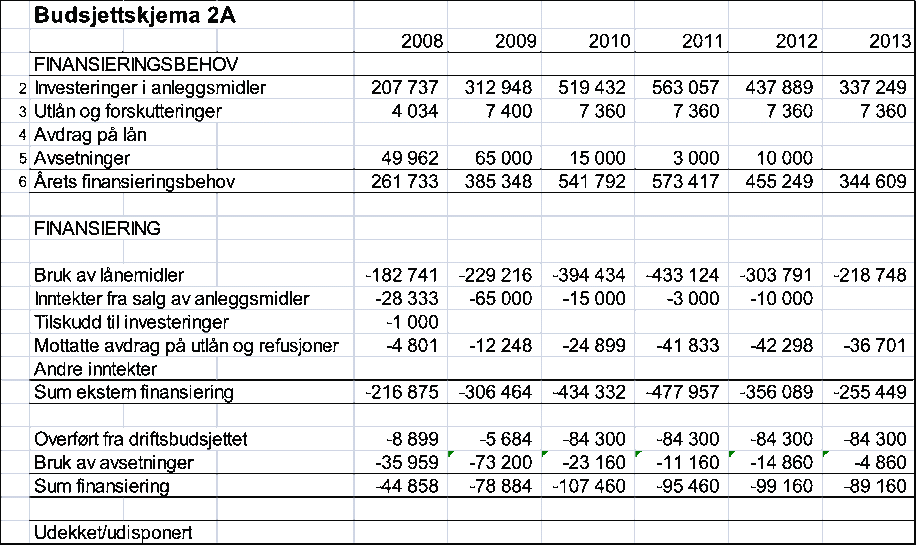 Budsjettskjema 2A
2008 2009 2010 2011 2012 2013
FINANSIERINGSBEHOV
2 Investeringer i anleggsmidler 207 737 312 948 519 432 563 057 437 889 337 249
3 Utlån og forskutteringer 4 034 7 400 7 360 7 360 7 360 7 360
4 Avdrag på lån
5 Avsetninger 49 962 65 000 15 000 3 000 10 000
6 Årets finansieringsbehov 261 733 385 348 541 792 573 417 455 249 344 609
FINANSIERING
Bruk av lånemidler -182 741 -229 216 -394 434 -433 124 -303 791 -218 748
Inntekter fra salg av anleggsmidler -28 333 -65 000 -15 000 -3 000 -10 000
Tilskudd til investeringer -1 000
Mottatte avdrag på utlån og refusjoner -4 801 -12 248 -24 899 -41 833 -42 298 -36 701
Andre inntekter
Sum ekstern finansiering -216 875 -306 464 -434 332 -477 957 -356 089 -255 449
Overført fra driftsbudsjettet -8 899 -5 684 -84 300 -84 300 -84 300 -84 300
Bruk av avsetninger -35 959 -73 200 -23 160 -11 160 -14 860 -4 860
Sum finansiering -44 858 -78 884 -107 460 -95 460 -99 160 -89 160
Udekket/udisponert